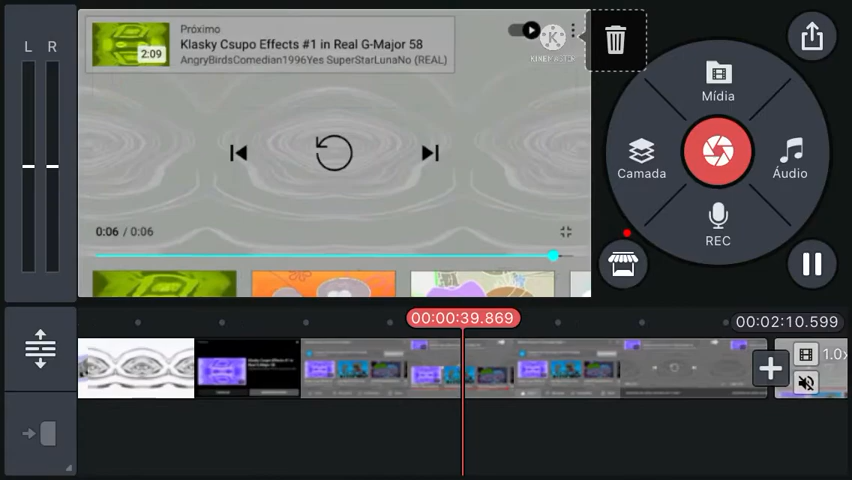 L R
Próximo
Klasky Csupo Effects #1 in Real G-Major 58
AngryBirdsComedian1996Yes SuperStarLunaNo (REAL)
2:09
KINEMASTER
0:06 / 0:06
Mídia
Camada
Áudio
REC
00:00:39.869
00:02:10.599
1.0x